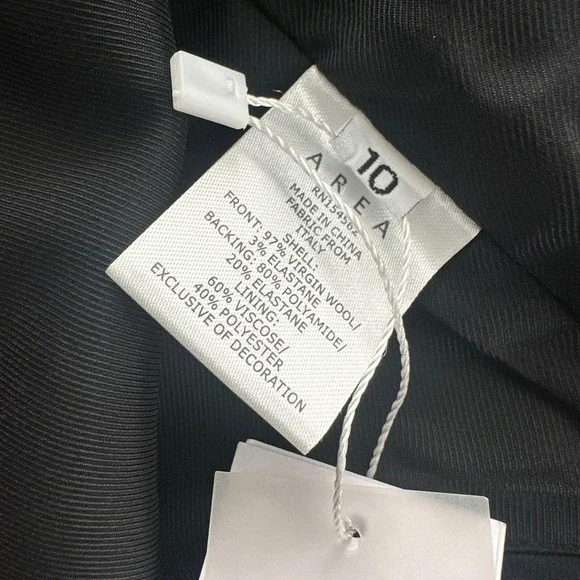 10
AREA
RN154562
MADE IN CHINA
FABRIC FROM
ITALY
SHELL:
FRONT: 97% VIRGIN WOOL/
3% ELASTANE
BACKING: 80% POLYAMIDE/
20% ELASTANE
LINING:
60% VISCOSE/
40% POLYESTER
EXCLUSIVE OF DECORATION